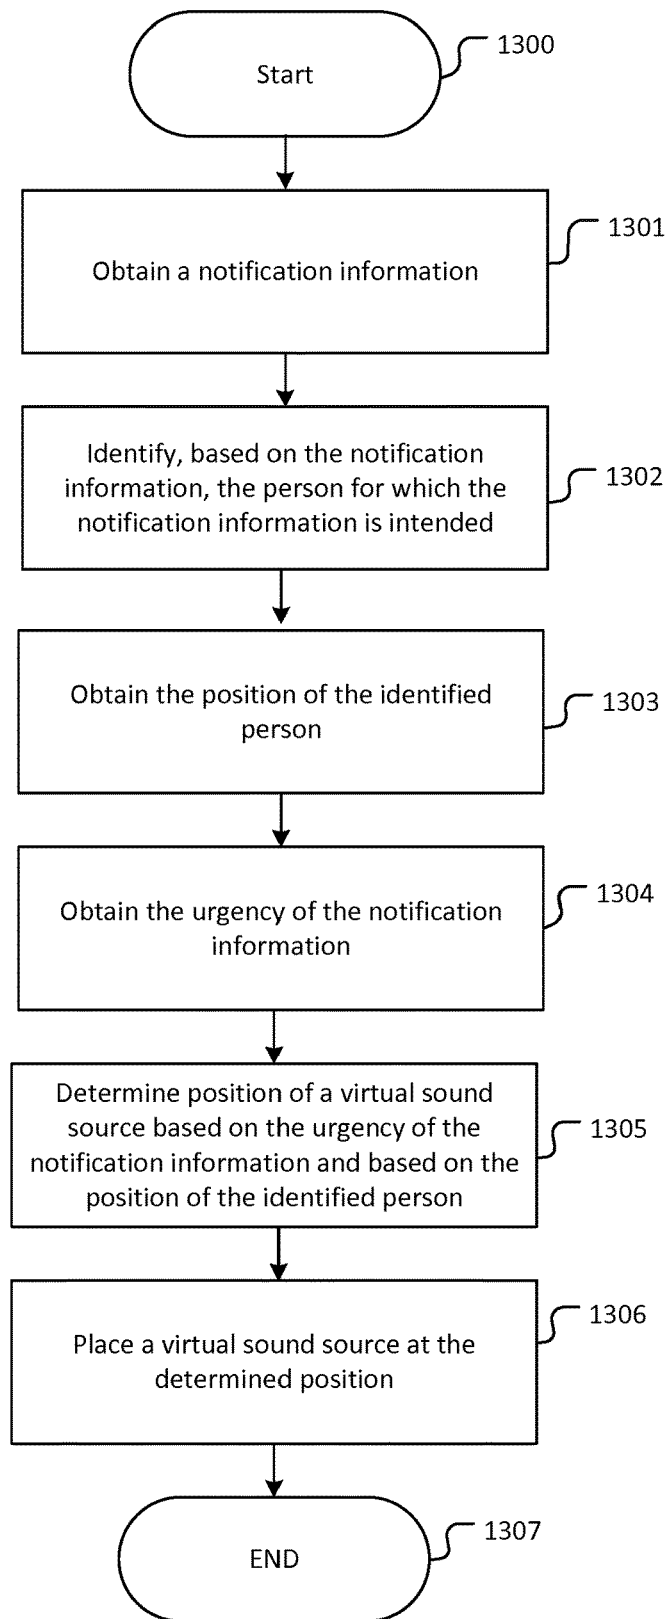 Start
1300
Obtain a notification information
1301
Identify, based on the notification
information, the person for which the
notification information is intended
1302
Obtain the position of the identified
person
1303
Obtain the urgency of the notification
information
1304
Determine position of a virtual sound
source based on the urgency of the
notification information and based on the
position of the identified person
1305
Place a virtual sound source at the
determined position
1306
END
1307